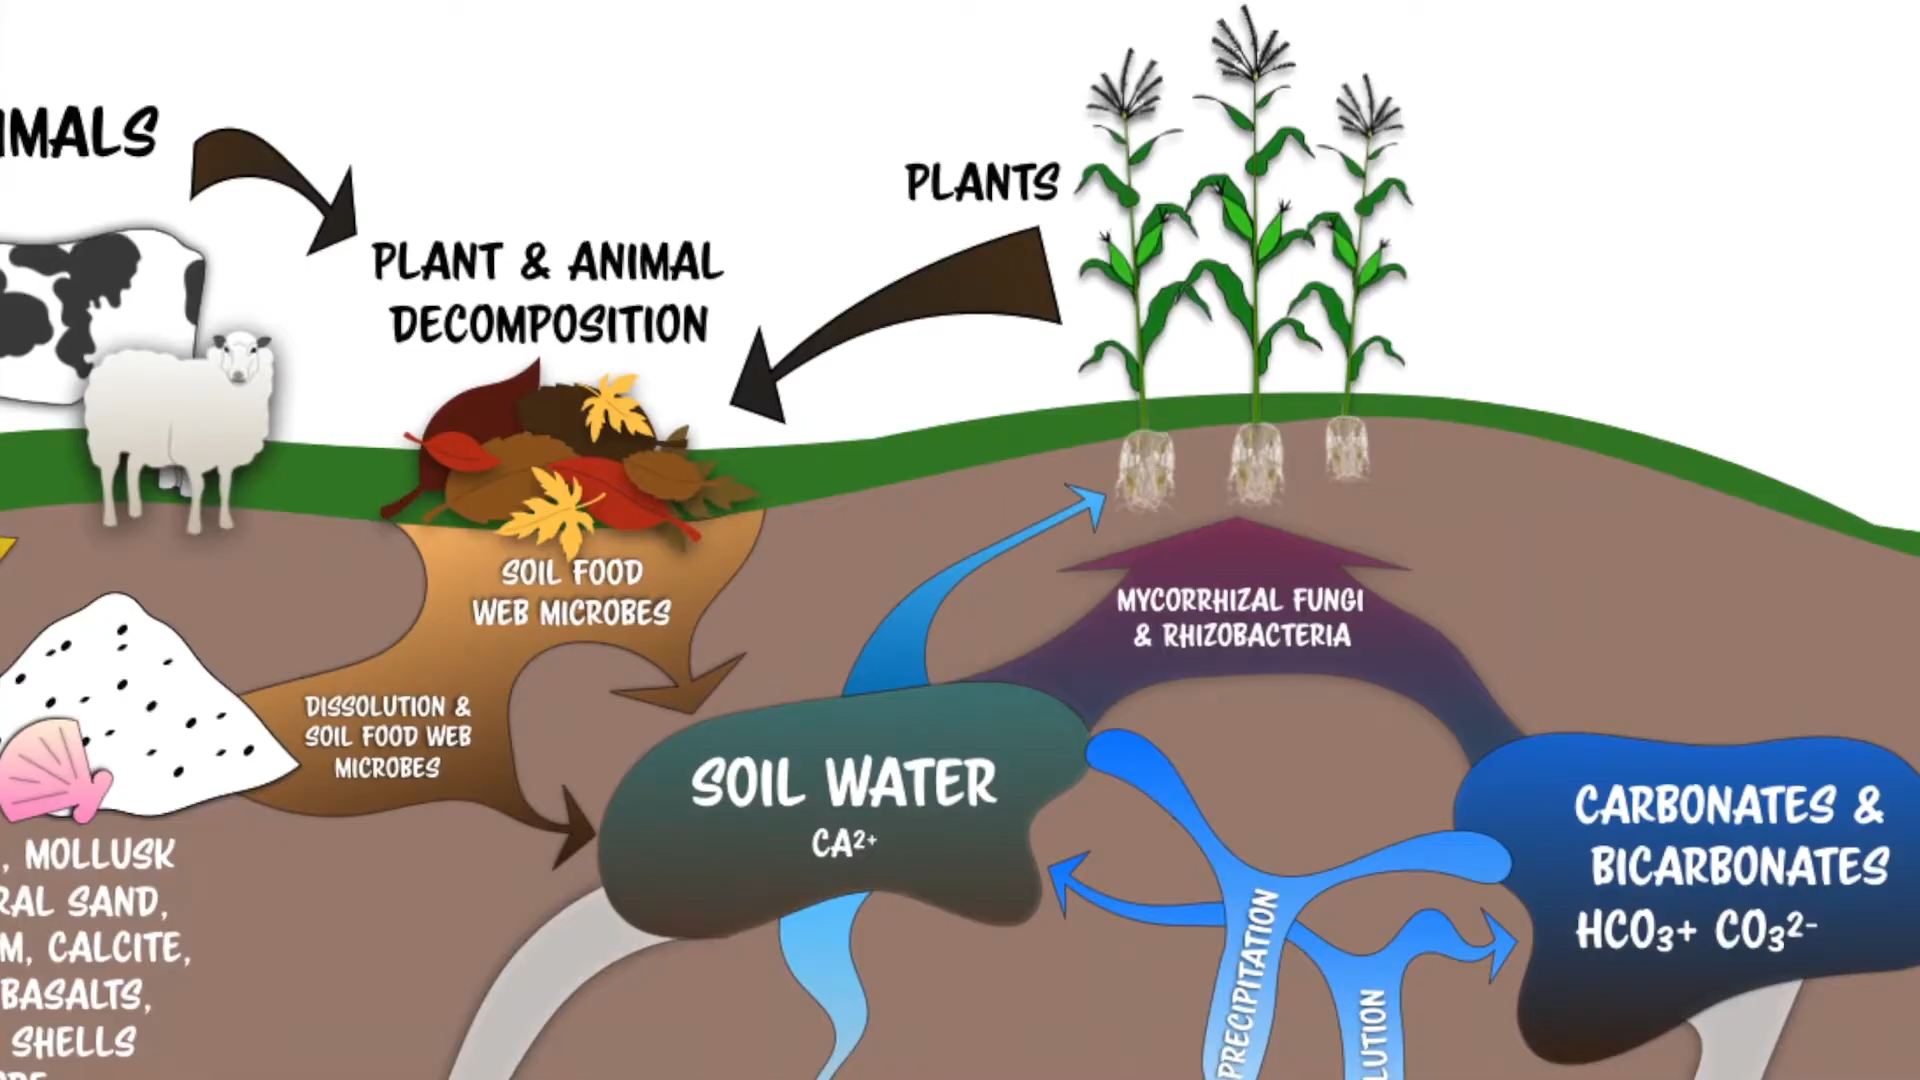 IMALS
PLANTS
PLANT & ANIMAL
DECOMPOSITION
SOIL FOOD
WEB MICROBES
MYCORRHIZAL FUNGI
& RHIZOBACTERIA
DISSOLUTION &
SOIL FOOD WEB
MICROBES
SOIL WATER
CA²⁺
CARBONATES &
BICARBONATES
HCO₃+ CO₃²⁻
, MOLLUSK
RAL SAND,
M, CALCITE,
BASALTS,
SHELLS
PRECIPITATION
LUTION